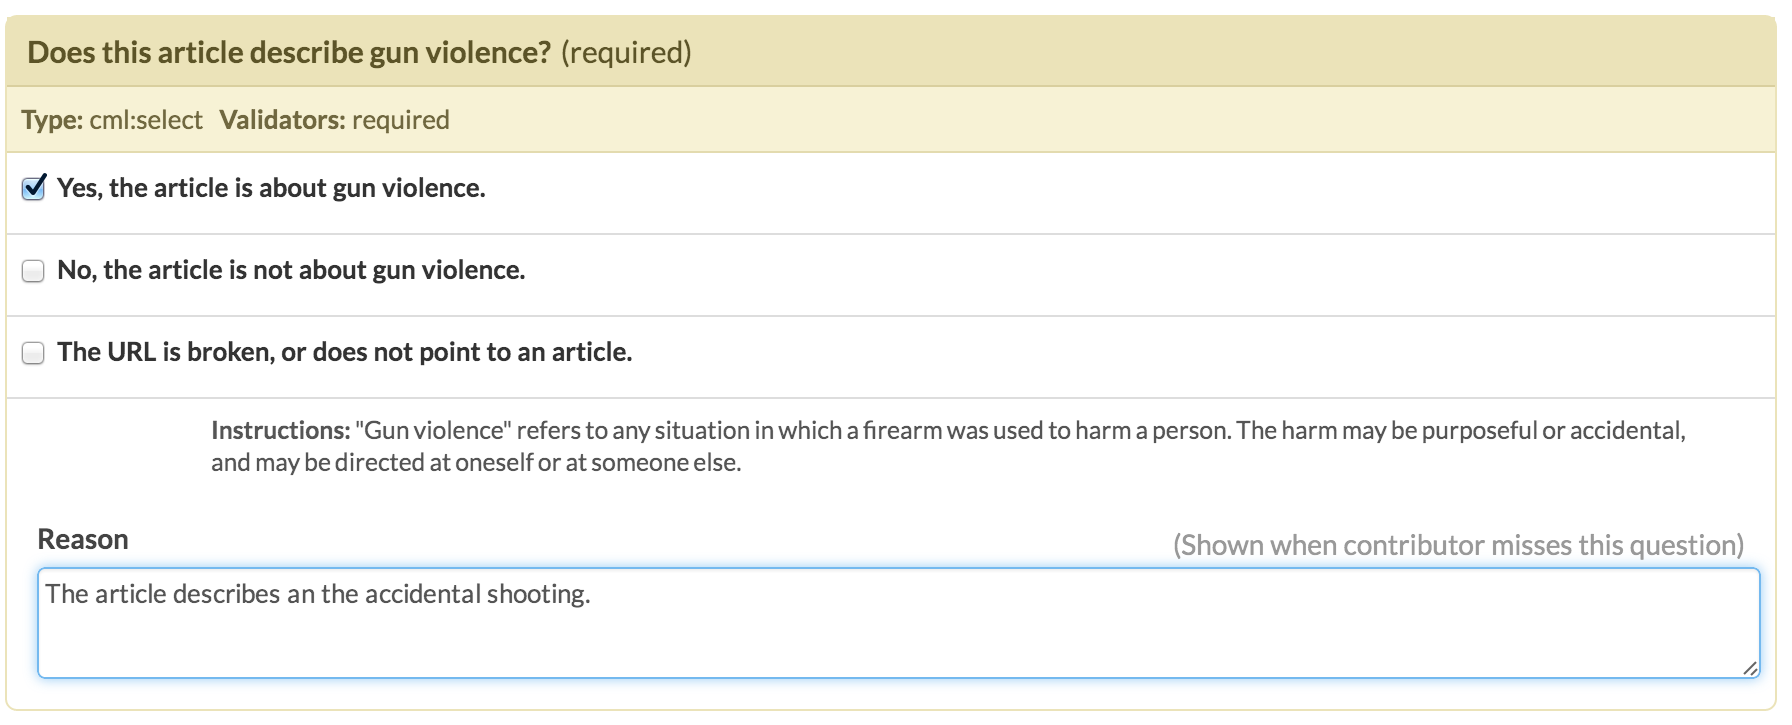 Does this article describe gun violence? (required)
Type: cml:select Validators: required
Yes, the article is about gun violence.
No, the article is not about gun violence.
The URL is broken, or does not point to an article.
Instructions: "Gun violence" refers to any situation in which a firearm was used to harm a person. The harm may be purposeful or accidental,
and may be directed at oneself or at someone else.
Reason
(Shown when contributor misses this question)
The article describes an the accidental shooting.